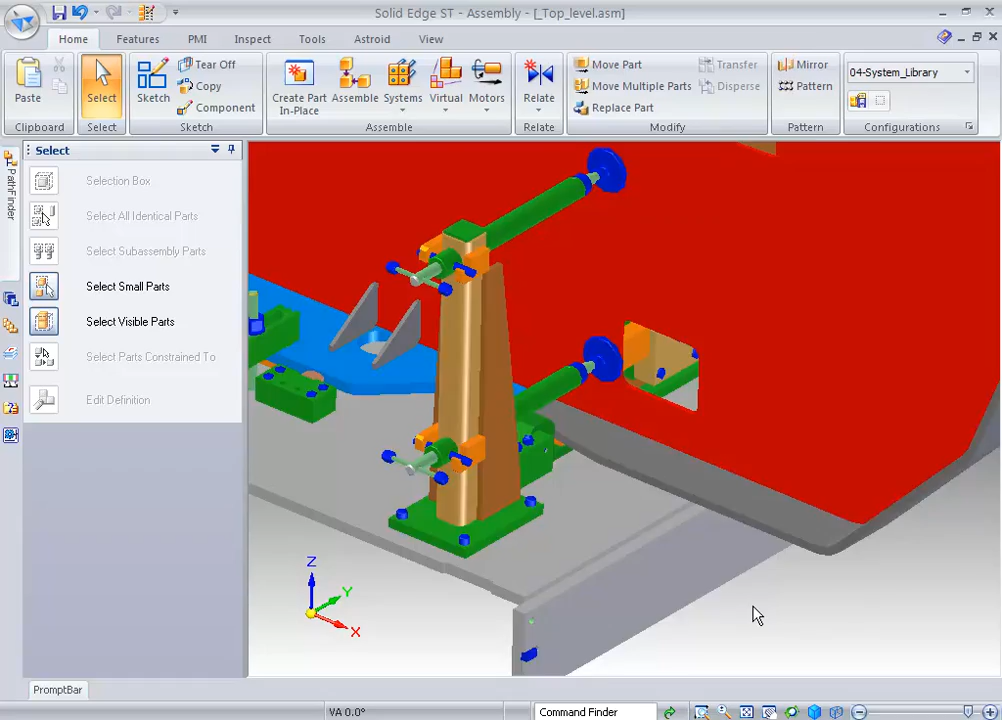 Solid Edge ST - Assembly - [_Top_level.asm]
Home Features PMI Inspect Tools Astroid View
Paste
Select
Sketch
Tear Off
Copy
Component
Create Part
In-Place
Assemble
Systems
Virtual
Motors
Relate
Move Part
Move Multiple Parts
Replace Part
Transfer
Disperse
Mirror
Pattern
04-System_Library
Clipboard Select Sketch Assemble Relate Modify Pattern Configurations
PathFinder
Select
Selection Box
Select All Identical Parts
Select Subassembly Parts
Select Small Parts
Select Visible Parts
Select Parts Constrained To
Edit Definition
Z
Y
X
PromptBar
VA 0.0°
Command Finder